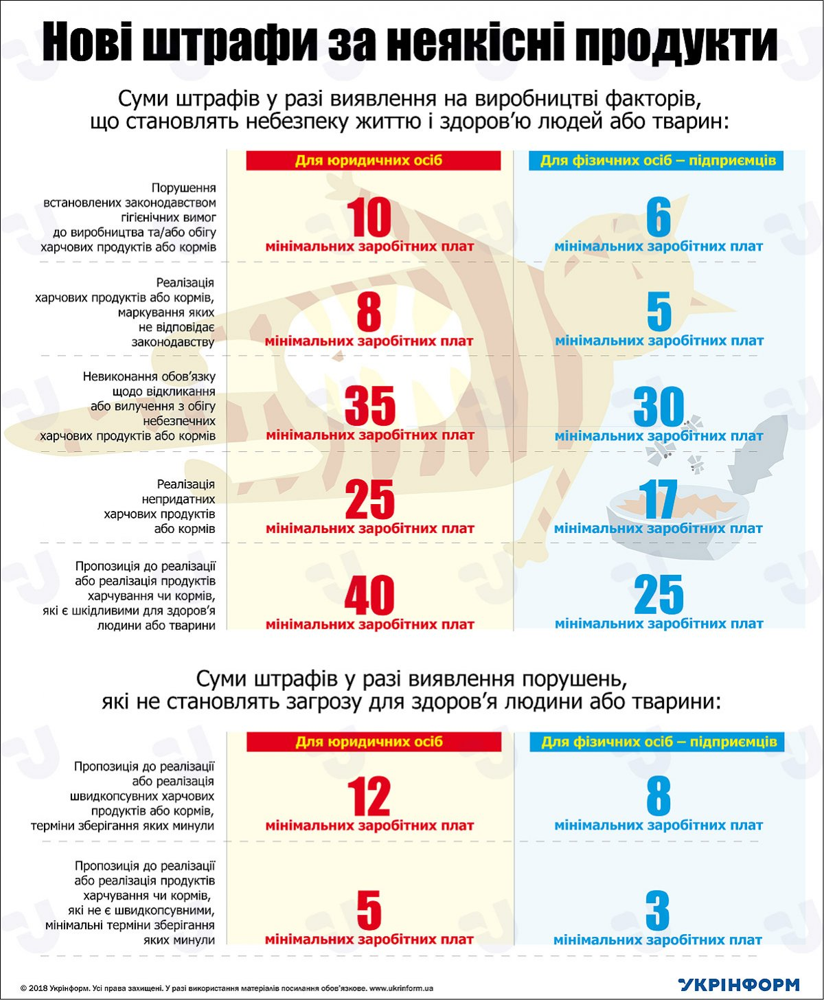 Нові штрафи за неякісні продукти
Суми штрафів у разі виявлення на виробництві факторів,
що становлять небезпеку життю і здоров’ю людей або тварин:
Для юридичних осіб
Для фізичних осіб – підприємців
Порушення
встановлених законодавством
гігієнічних вимог
до виробництва та/або обігу
харчових продуктів або кормів
10
мінімальних заробітних плат
6
мінімальних заробітних плат
Реалізація
харчових продуктів або кормів,
маркування яких
не відповідає
законодавству
8
мінімальних заробітних плат
5
мінімальних заробітних плат
Невиконання обов’язку
щодо відкликання
або вилучення з обігу
небезпечних
харчових продуктів або кормів
35
мінімальних заробітних плат
30
мінімальних заробітних плат
Реалізація
непридатних
харчових продуктів
або кормів
25
мінімальних заробітних плат
17
мінімальних заробітних плат
Пропозиція до реалізації
або реалізація продуктів
харчування чи кормів,
які є шкідливими для здоров’я
людини або тварини
40
мінімальних заробітних плат
25
мінімальних заробітних плат
Суми штрафів у разі виявлення порушень,
які не становлять загрозу для здоров’я людини або тварини:
Для юридичних осіб
Для фізичних осіб – підприємців
Пропозиція до реалізації
або реалізація
швидкопсувних харчових
продуктів або кормів,
терміни зберігання яких минули
12
мінімальних заробітних плат
8
мінімальних заробітних плат
Пропозиція до реалізації
або реалізація продуктів
харчування чи кормів,
які не є швидкопсувними,
мінімальні терміни зберігання
яких минули
5
мінімальних заробітних плат
3
мінімальних заробітних плат
© 2018 Укрінформ. Усі права захищені. У разі використання матеріалів посилання обов’язкове. www.ukrinform.ua
УКРІНФОРМ